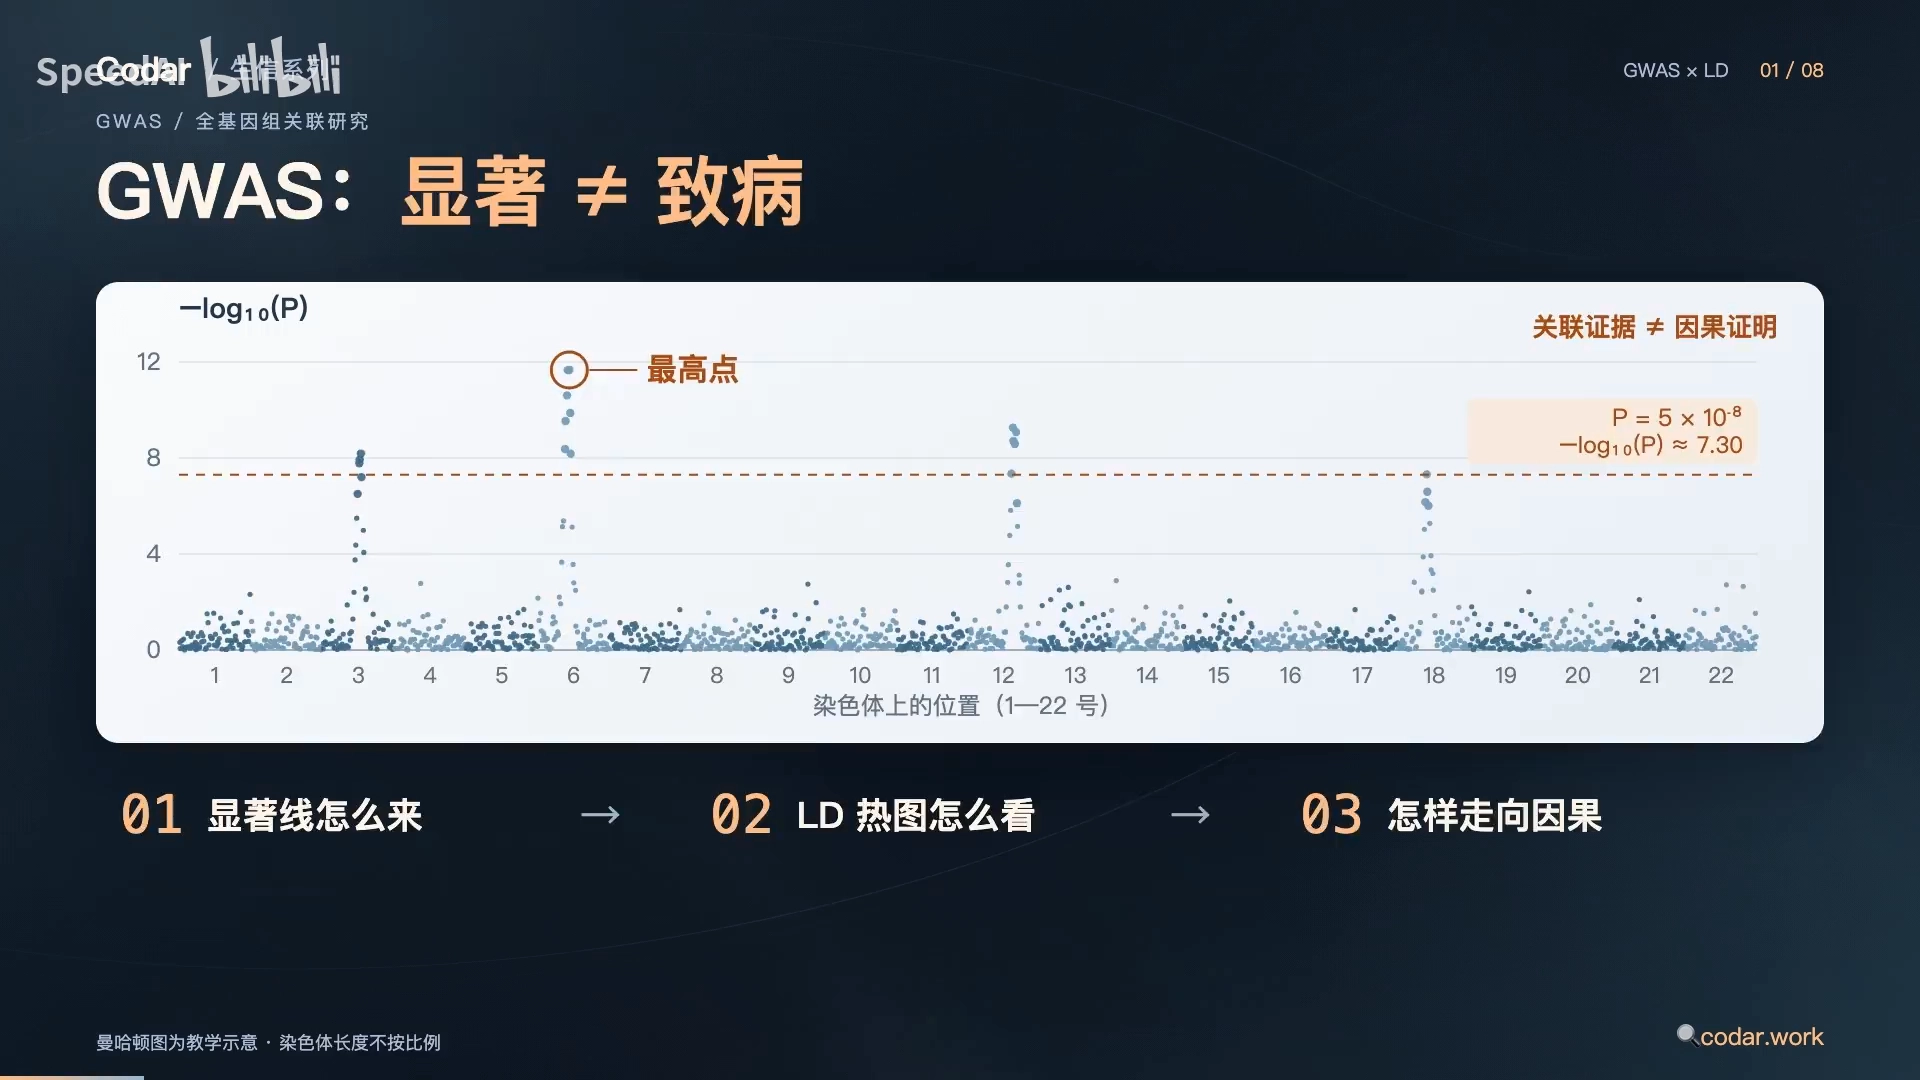 SpeedAI bilibili
Codar / 生信系列
GWAS × LD 01 / 08
GWAS / 全基因组关联研究
GWAS：显著 ≠ 致病
—log₁₀(P)
关联证据 ≠ 因果证明
12
最高点
P = 5 × 10⁻⁸
—log₁₀(P) ≈ 7.30
8
4
0
1 2 3 4 5 6 7 8 9 10 11 12 13 14 15 16 17 18 19 20 21 22
染色体上的位置（1—22 号）
01 显著线怎么来 → 02 LD 热图怎么看 → 03 怎样走向因果
曼哈顿图为教学示意 · 染色体长度不按比例
codar.work